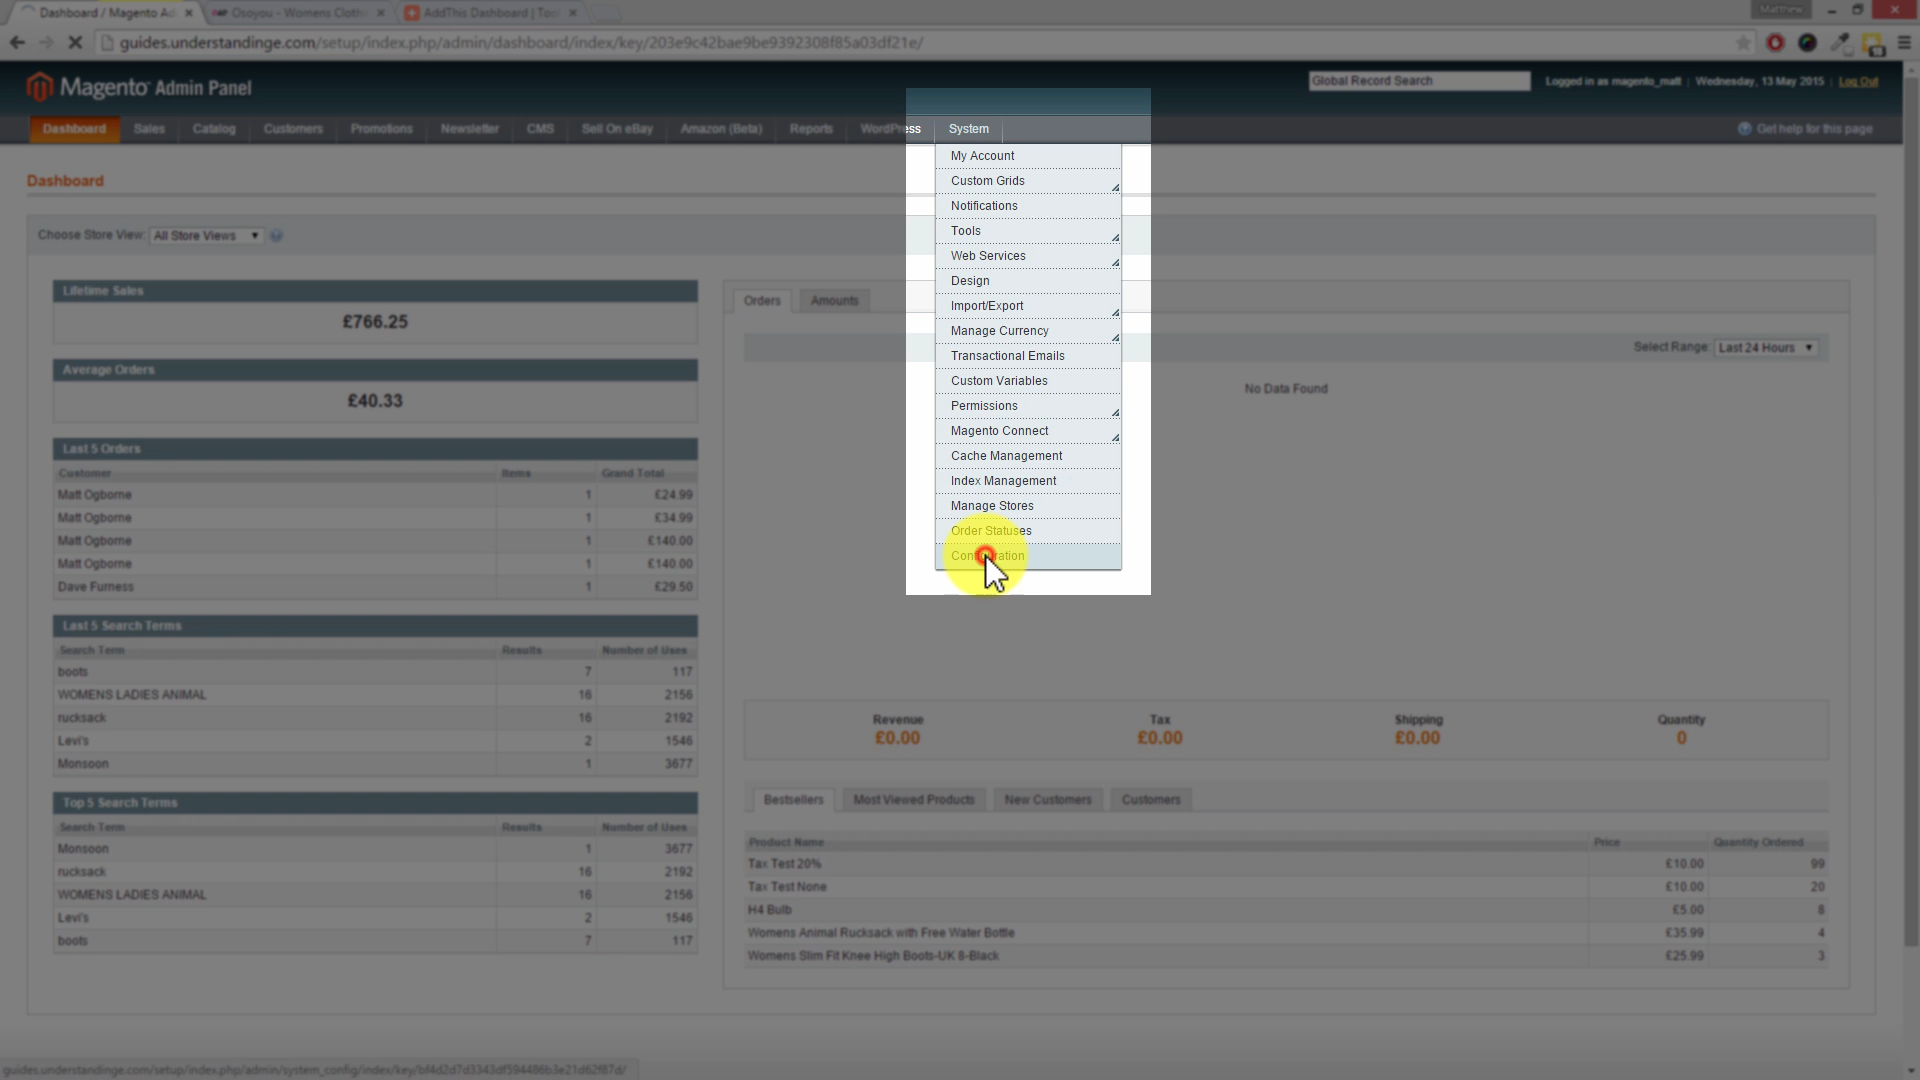 Dashboard / Magento Ad
Osoyou - Womens Clothi
AddThis Dashboard | Too
Matthew
guides.understandinge.com/setup/index.php/admin/dashboard/index/key/203e9c42bae9be9392308f85a03df21e/
Magento Admin Panel
Global Record Search
Logged in as magento_matt | Wednesday, 13 May 2015 | Log Out
Dashboard
Sales
Catalog
Customers
Promotions
Newsletter
CMS
Sell On eBay
Amazon (Beta)
Reports
WordPress
System
Get help for this page
My Account
Custom Grids
Notifications
Tools
Web Services
Design
Import/Export
Manage Currency
Transactional Emails
Custom Variables
Permissions
Magento Connect
Cache Management
Index Management
Manage Stores
Order Statuses
Configuration
Dashboard
Choose Store View: All Store Views
Lifetime Sales
£766.25
Average Orders
£40.33
Last 5 Orders
Customer Items Grand Total
Matt Ogborne 1 £24.99
Matt Ogborne 1 £34.99
Matt Ogborne 1 £140.00
Matt Ogborne 1 £140.00
Dave Furness 1 £29.50
Last 5 Search Terms
Search Term Results Number of Uses
boots 7 117
WOMENS LADIES ANIMAL 16 2156
rucksack 16 2192
Levi's 2 1546
Monsoon 1 3677
Top 5 Search Terms
Search Term Results Number of Uses
Monsoon 1 3677
rucksack 16 2192
WOMENS LADIES ANIMAL 16 2156
Levi's 2 1546
boots 7 117
Orders
Amounts
Select Range: Last 24 Hours
No Data Found
Revenue
£0.00
Tax
£0.00
Shipping
£0.00
Quantity
0
Bestsellers
Most Viewed Products
New Customers
Customers
Product Name Price Quantity Ordered
Tax Test 20% £10.00 99
Tax Test None £10.00 20
H4 Bulb £5.00 8
Womens Animal Rucksack with Free Water Bottle £35.99 4
Womens Slim Fit Knee High Boots-UK 8-Black £25.99 3
guides.understandinge.com/setup/index.php/admin/system_config/index/key/bf4d2d7d3343df594486b3e21d62f87d/